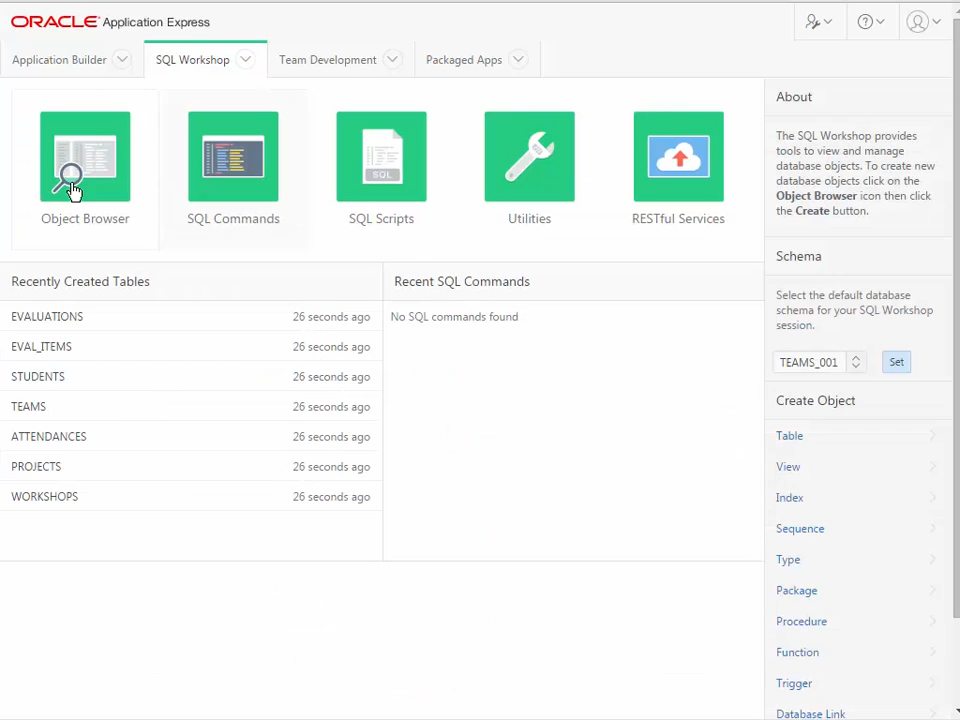 ORACLE® Application Express
Application Builder
SQL Workshop
Team Development
Packaged Apps
SQL
Object Browser
SQL Commands
SQL Scripts
Utilities
RESTful Services
Recently Created Tables
EVALUATIONS 26 seconds ago
EVAL_ITEMS 26 seconds ago
STUDENTS 26 seconds ago
TEAMS 26 seconds ago
ATTENDANCES 26 seconds ago
PROJECTS 26 seconds ago
WORKSHOPS 26 seconds ago
Recent SQL Commands
No SQL commands found
About
The SQL Workshop provides
tools to view and manage
database objects. To create new
database objects click on the
Object Browser icon then click
the Create button.
Schema
Select the default database
schema for your SQL Workshop
session.
TEAMS_001 Set
Create Object
Table
View
Index
Sequence
Type
Package
Procedure
Function
Trigger
Database Link